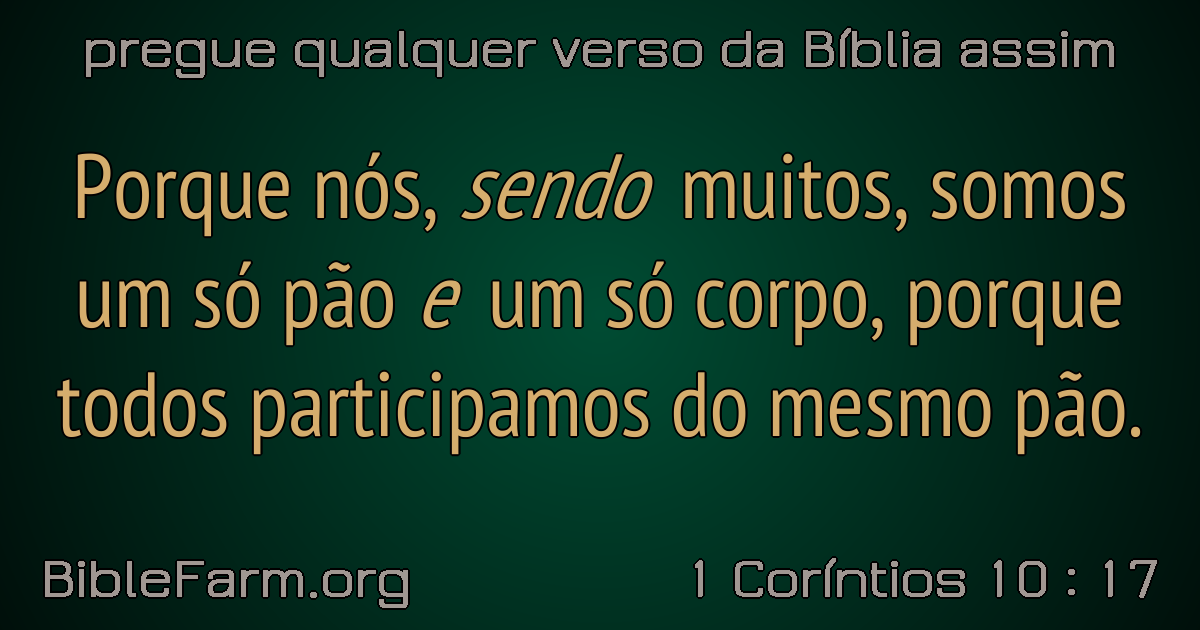 pregue qualquer verso da Bíblia assim
Porque nós, sendo muitos, somos
um só pão e um só corpo, porque
todos participamos do mesmo pão.
BibleFarm.org
1 Coríntios 10 : 17